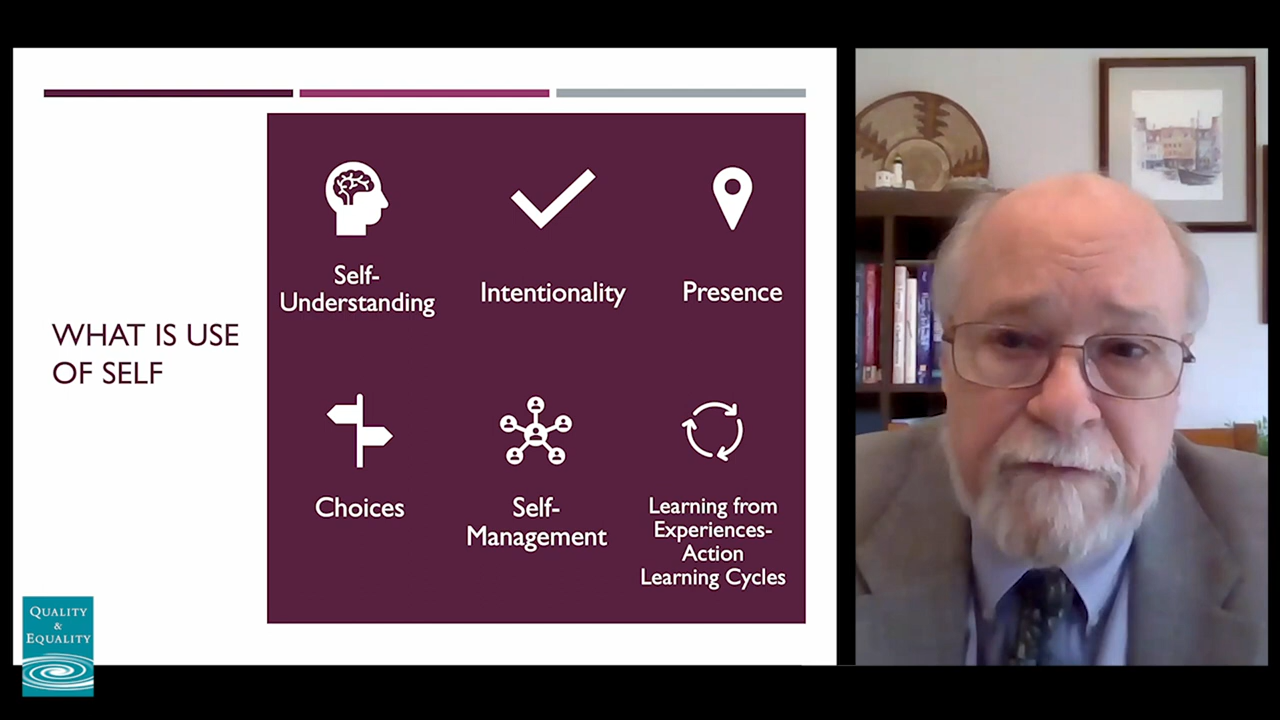 WHAT IS USE
OF SELF
Self-
Understanding
Intentionality
Presence
Choices
Self-
Management
Learning from
Experiences-
Action
Learning Cycles
QUALITY
&
EQUALITY